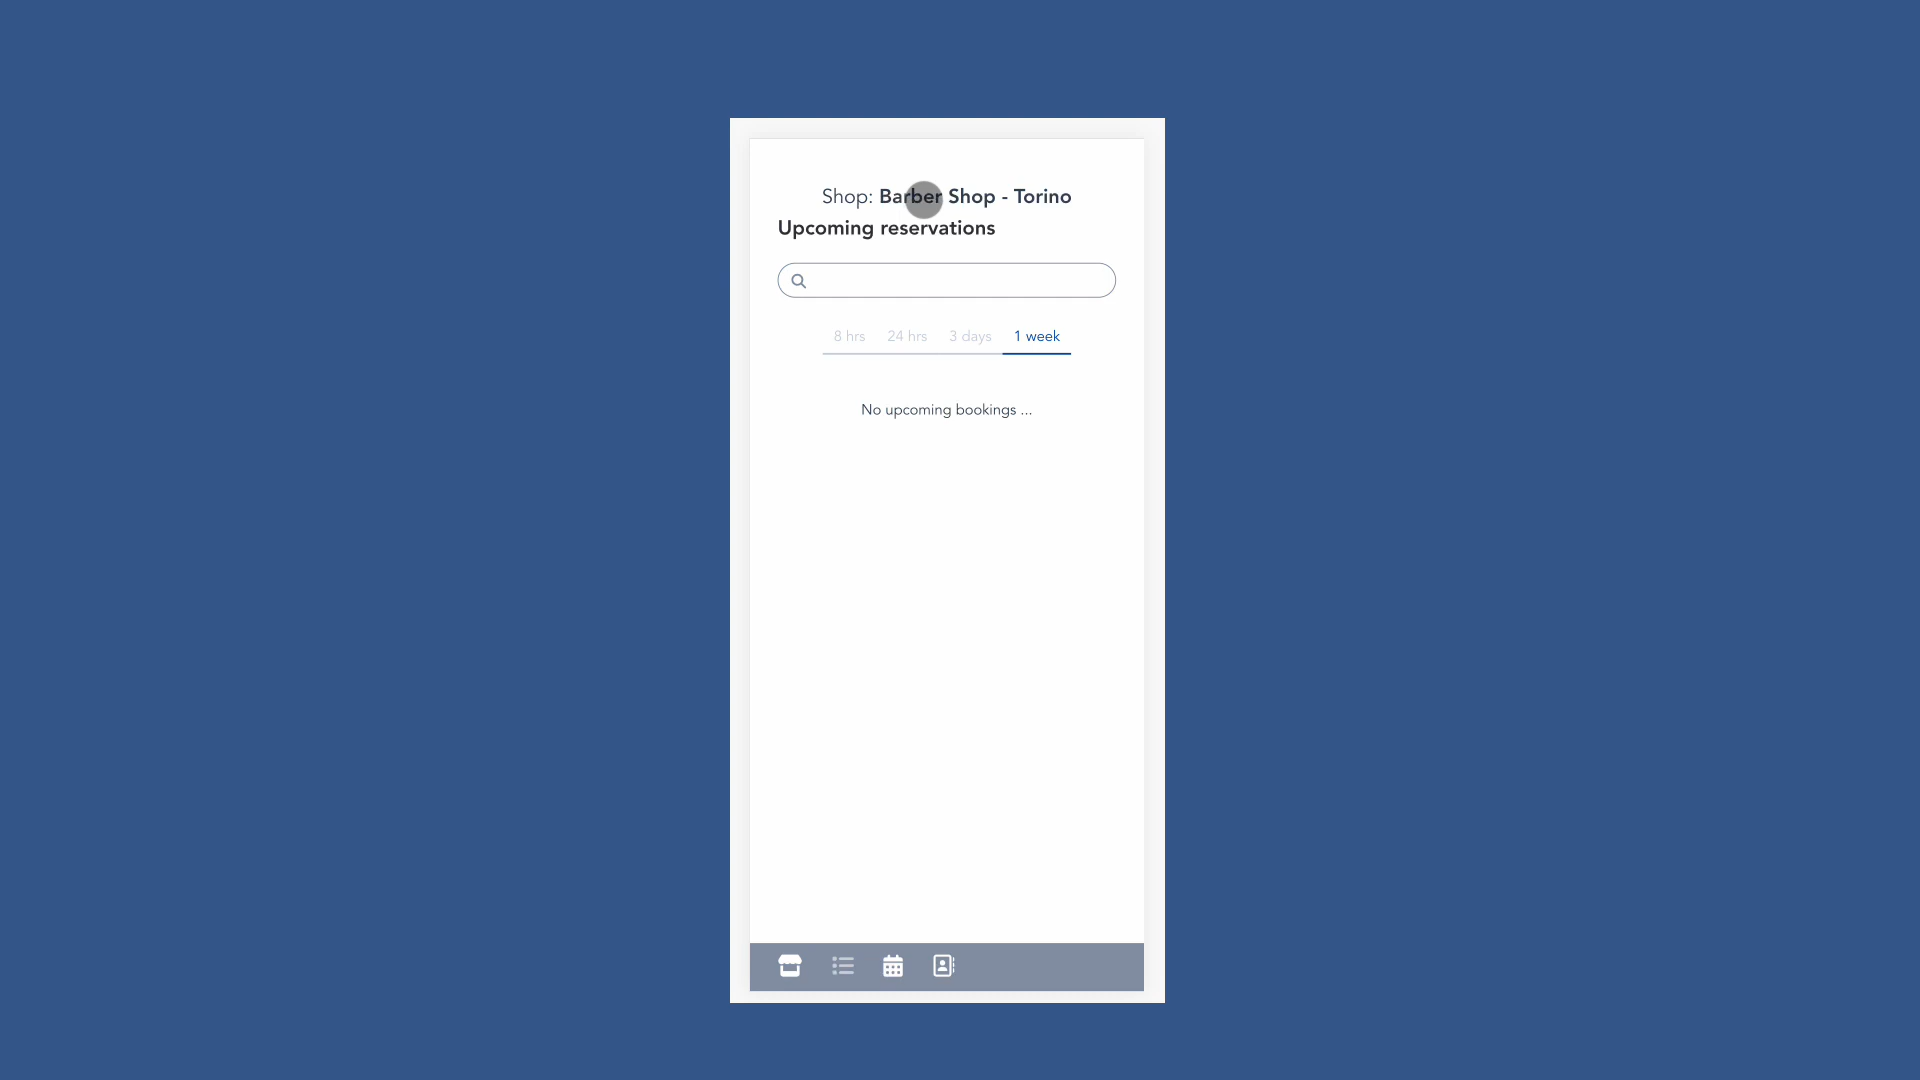 Shop: Barber Shop - Torino
Upcoming reservations
8 hrs 24 hrs 3 days 1 week
No upcoming bookings ...